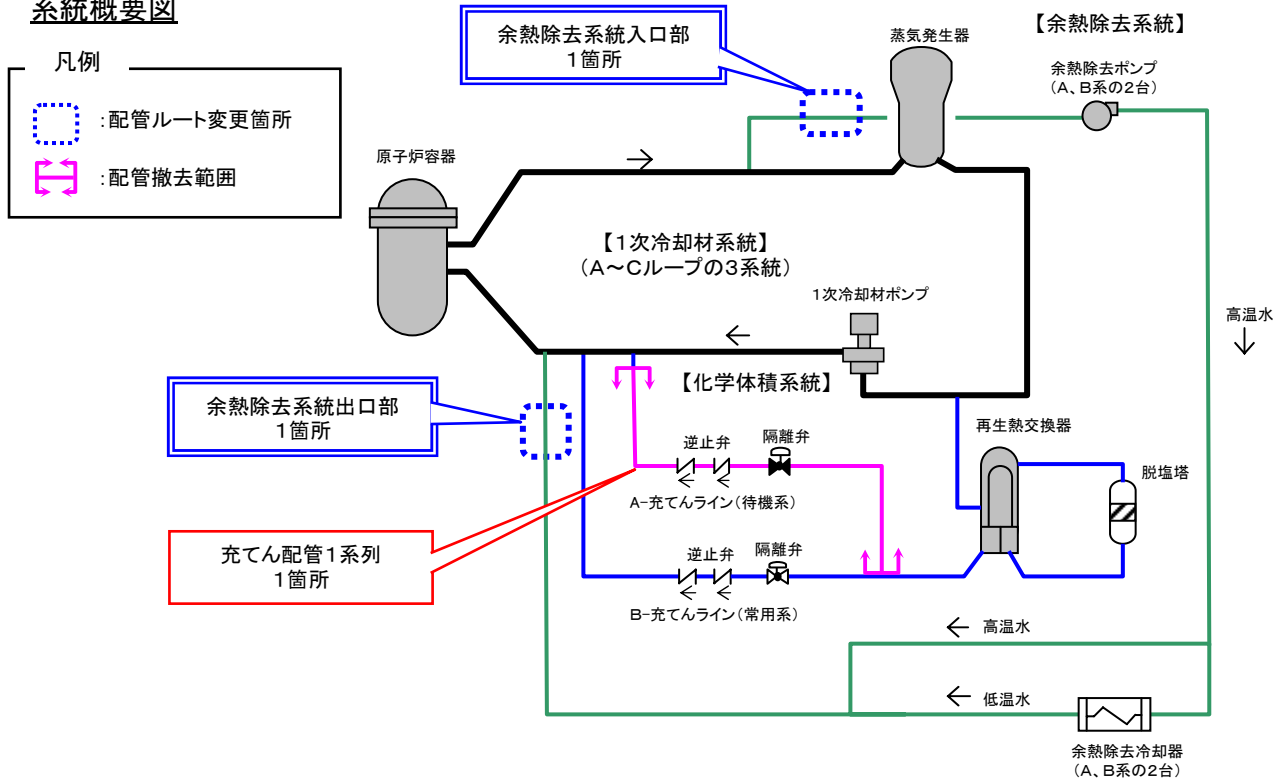 系統概要図
凡例
:配管ルート変更箇所
:配管撤去範囲
余熱除去系統入口部
1箇所
蒸気発生器
【余熱除去系統】
余熱除去ポンプ
(A、B系の2台)
原子炉容器
【1次冷却材系統】
(A～Cループの3系統)
1次冷却材ポンプ
高温水
【化学体積系統】
余熱除去系統出口部
1箇所
再生熱交換器
脱塩塔
逆止弁
隔離弁
A-充てんライン(待機系)
充てん配管1系列
1箇所
逆止弁
隔離弁
B-充てんライン(常用系)
高温水
低温水
余熱除去冷却器
(A、B系の2台)